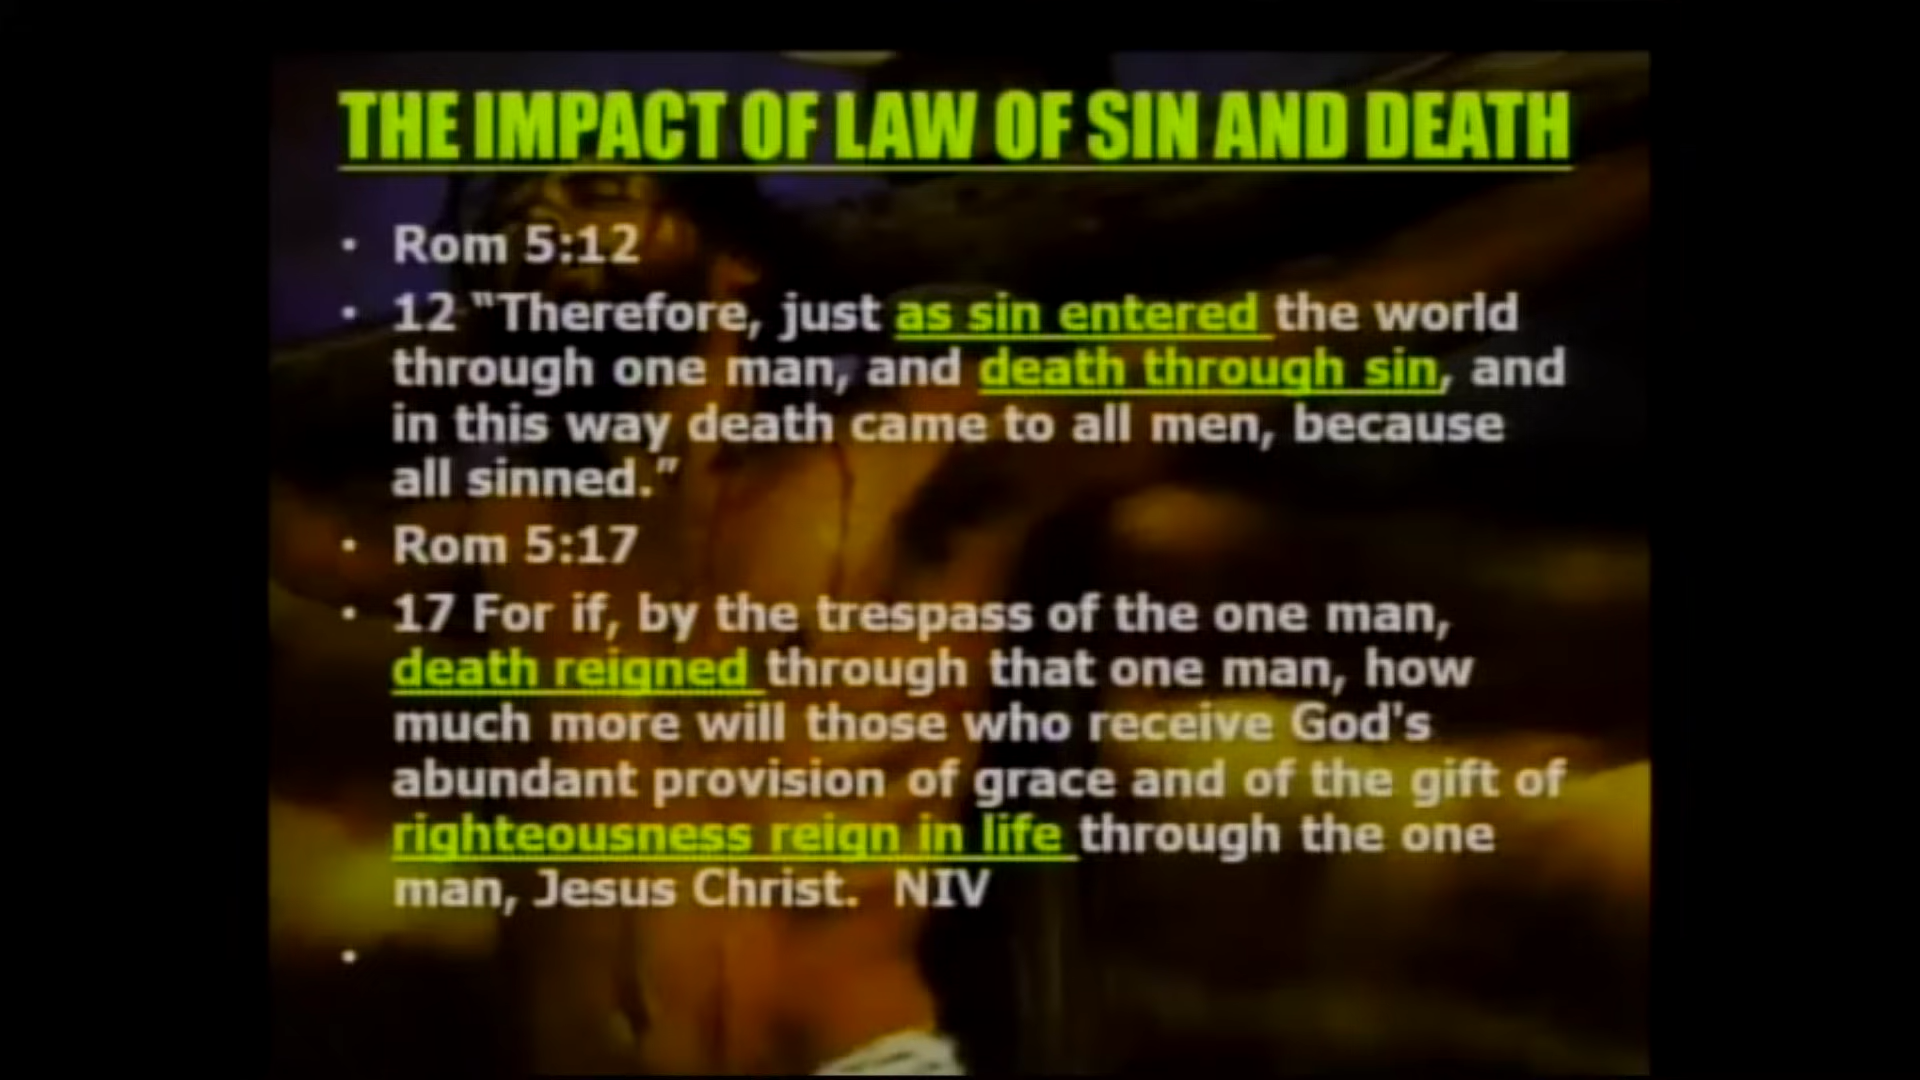 THE IMPACT OF LAW OF SIN AND DEATH
• Rom 5:12
• 12 "Therefore, just as sin entered the world
through one man, and death through sin, and
in this way death came to all men, because
all sinned."
• Rom 5:17
• 17 For if, by the trespass of the one man,
death reigned through that one man, how
much more will those who receive God's
abundant provision of grace and of the gift of
righteousness reign in life through the one
man, Jesus Christ. NIV
•